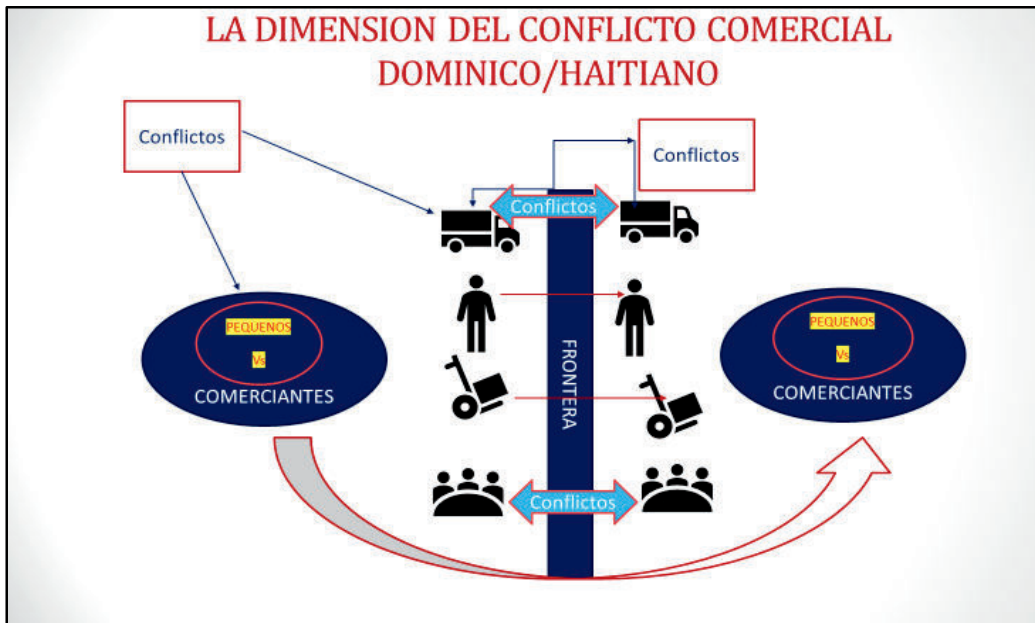 LA DIMENSION DEL CONFLICTO COMERCIAL
DOMINICO/HAITIANO
Conflictos
Conflictos
Conflictos
PEQUENOS
Vs
COMERCIANTES
FRONTERA
PEQUENOS
Vs
COMERCIANTES
Conflictos